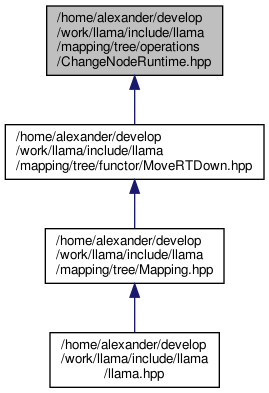 /home/alexander/develop
/work/llama/include/llama
/mapping/tree/operations
/ChangeNodeRuntime.hpp
/home/alexander/develop
/work/llama/include/llama
/mapping/tree/functor/MoveRTDown.hpp
/home/alexander/develop
/work/llama/include/llama
/mapping/tree/Mapping.hpp
/home/alexander/develop
/work/llama/include/llama
/llama.hpp